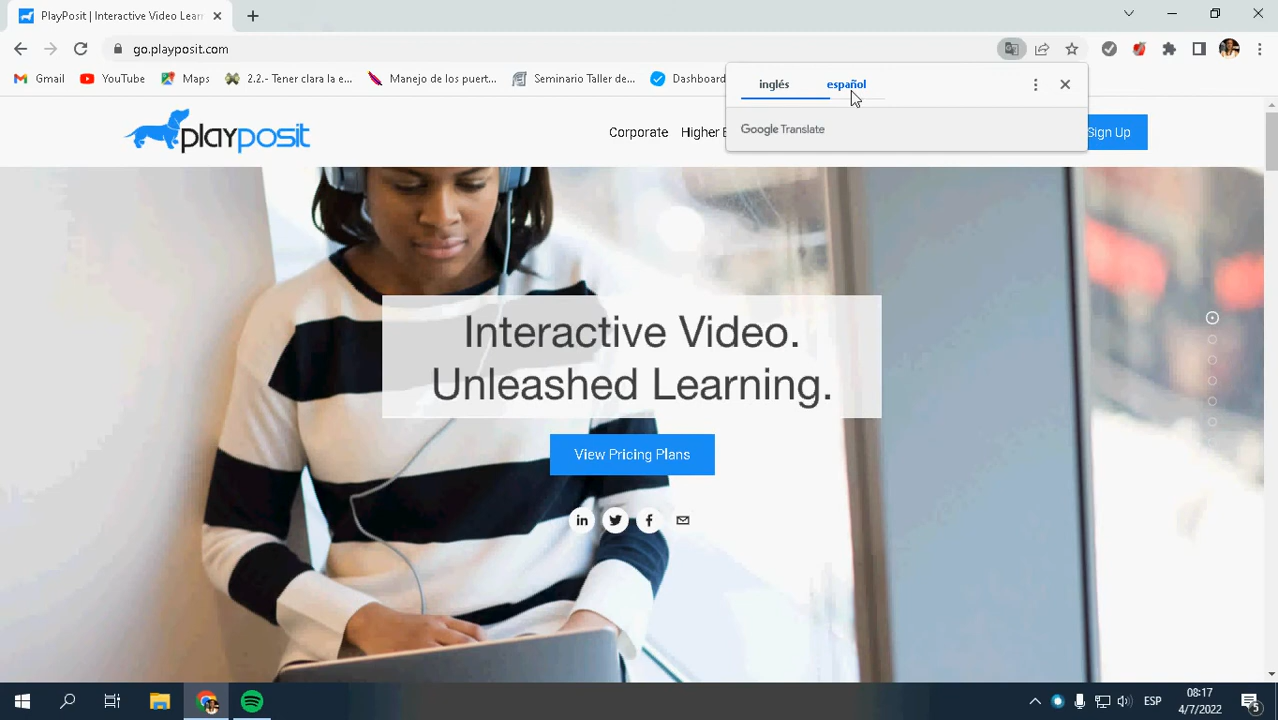 PlayPosit | Interactive Video Lear
go.playposit.com
Gmail
YouTube
Maps
2.2.- Tener clara la e...
Manejo de los puert...
Seminario Taller de...
Dashboard
inglés
español
Google Translate
playposit
Corporate
Higher E
Sign Up
Interactive Video.
Unleashed Learning.
View Pricing Plans
in
f
ESP
08:17
4/7/2022
5